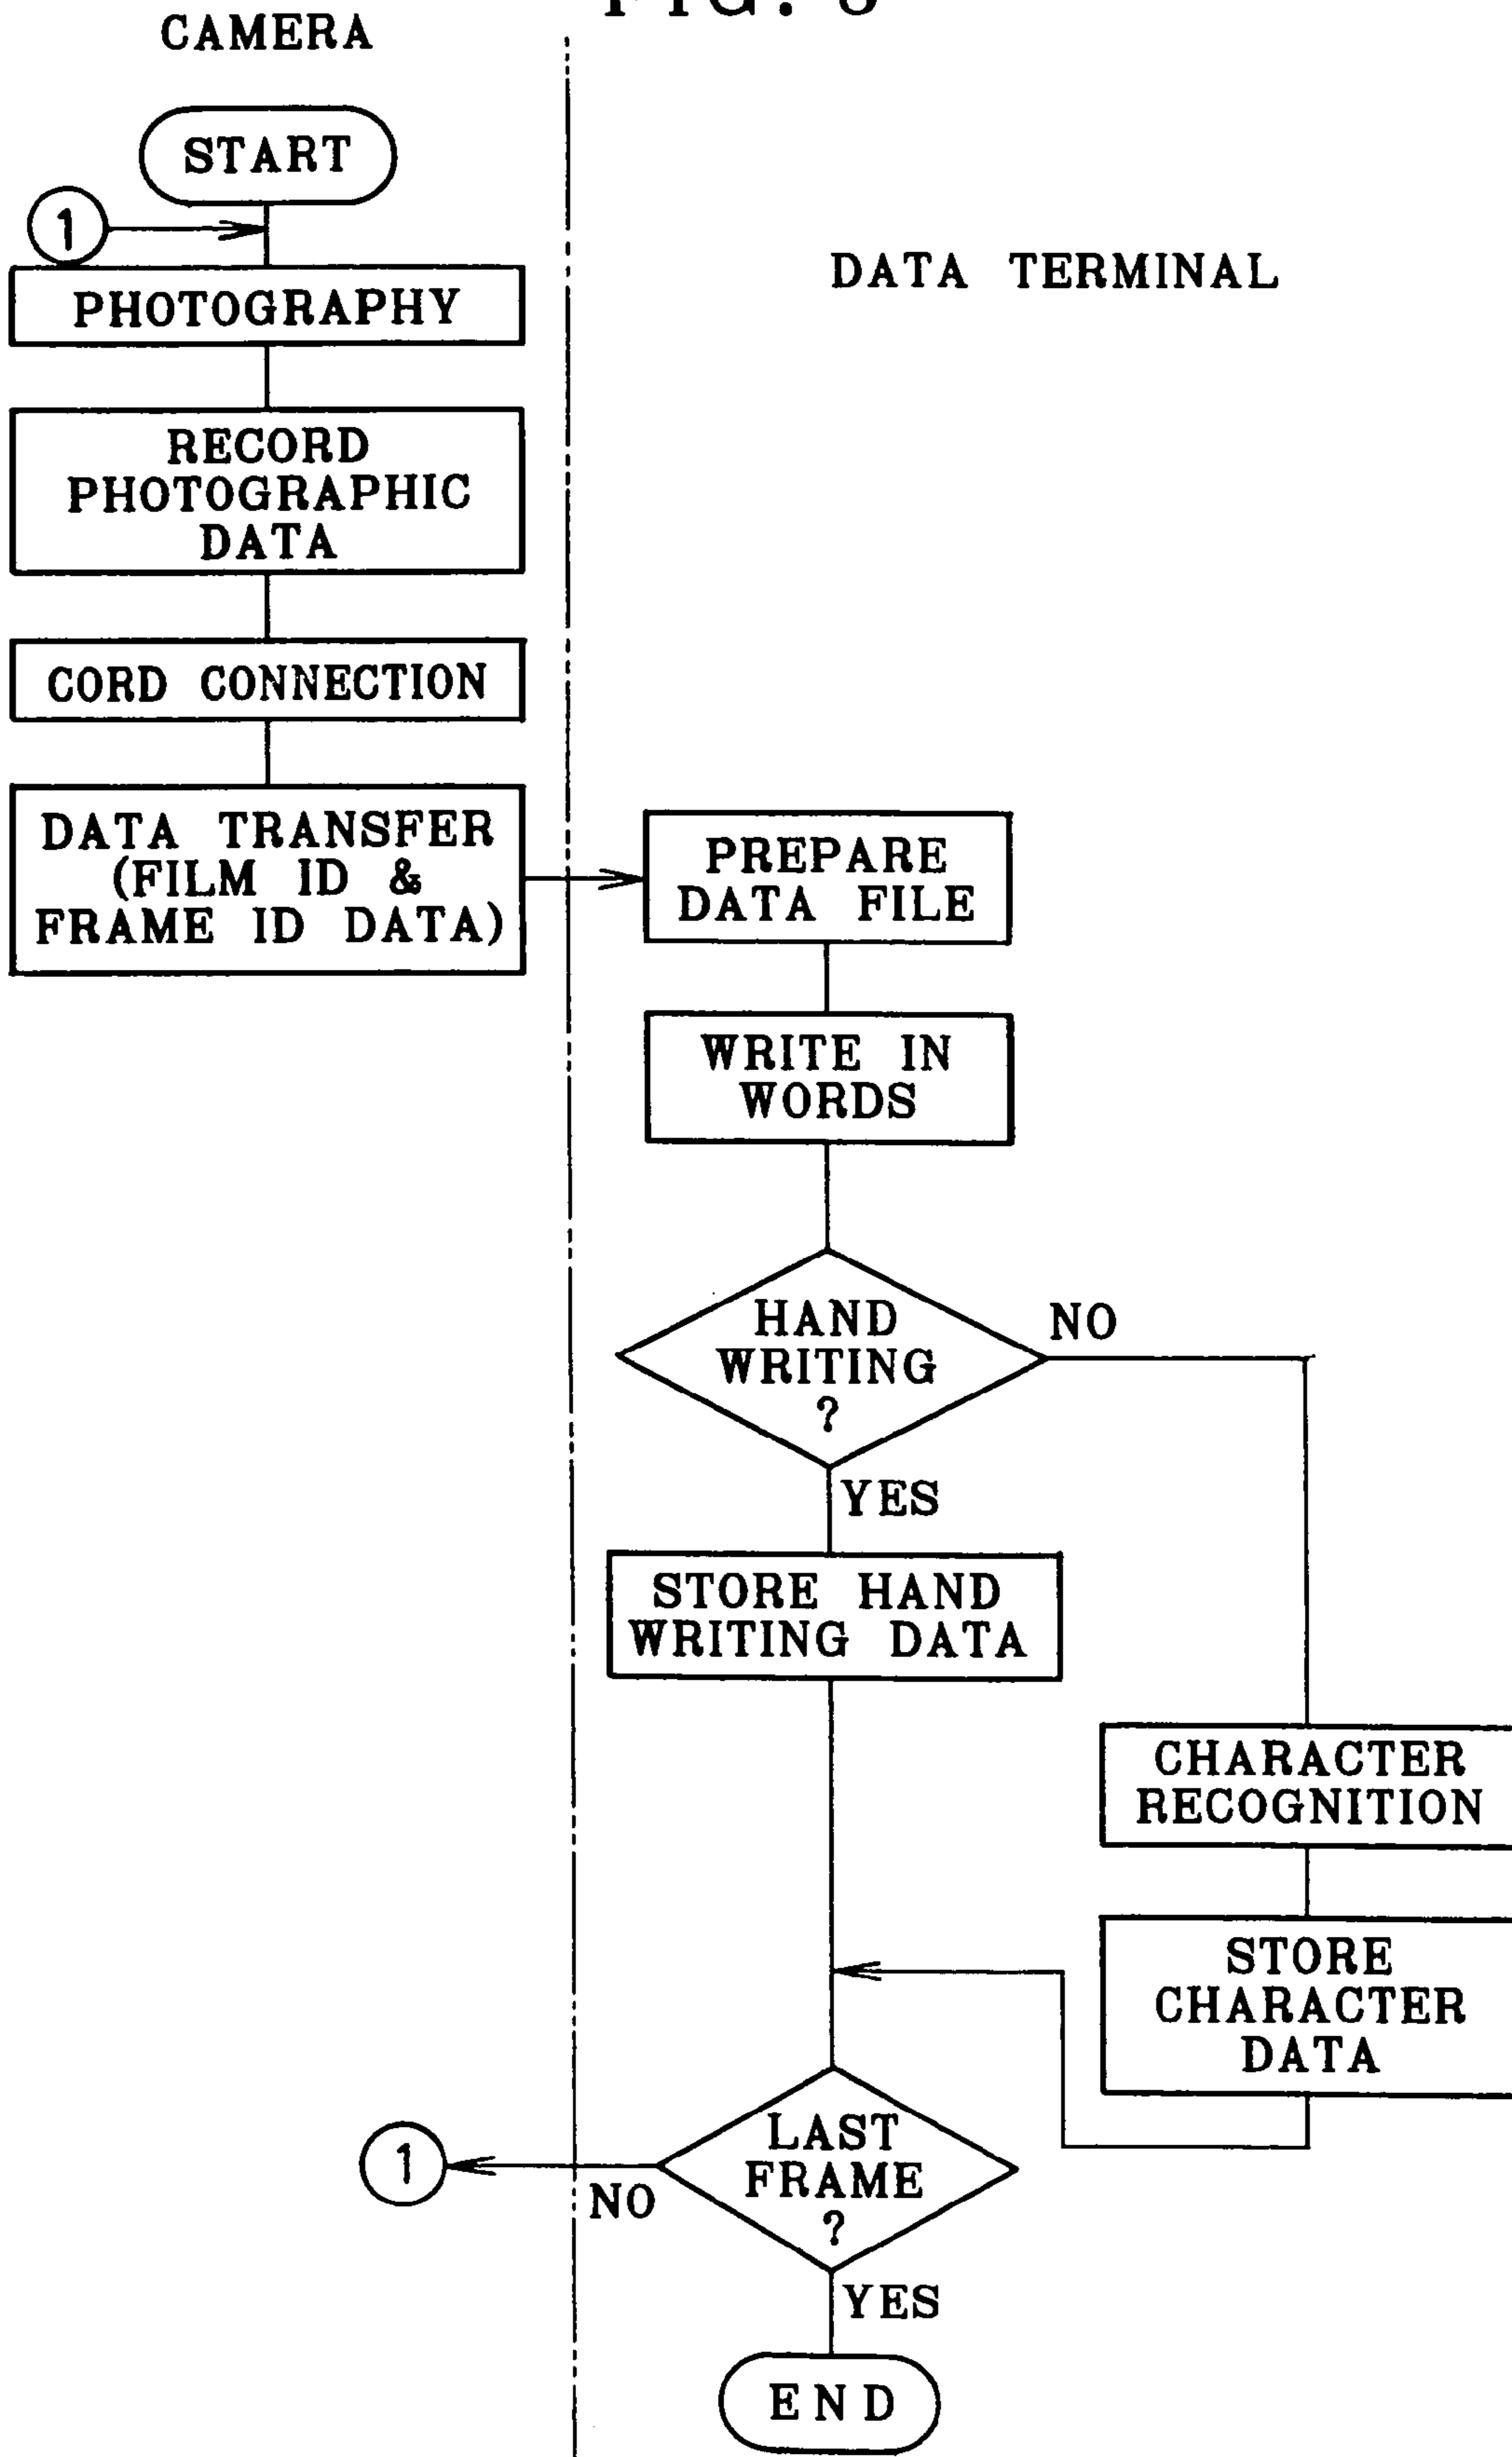 FIG.
CAMERA
START
1
PHOTOGRAPHY
DATA TERMINAL
RECORD
PHOTOGRAPHIC
DATA
CORD CONNECTION
DATA TRANSFER
(FILM ID &
FRAME ID DATA)
PREPARE
DATA FILE
WRITE IN
WORDS
HAND
WRITING
?
NO
YES
STORE HAND
WRITING DATA
CHARACTER
RECOGNITION
STORE
CHARACTER
DATA
LAST
FRAME
?
NO
1
YES
END